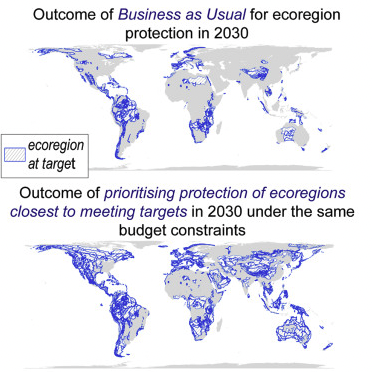 Outcome of Business as Usual for ecoregion
protection in 2030
ecoregion
at target
Outcome of prioritising protection of ecoregions
closest to meeting targets in 2030 under the same
budget constraints